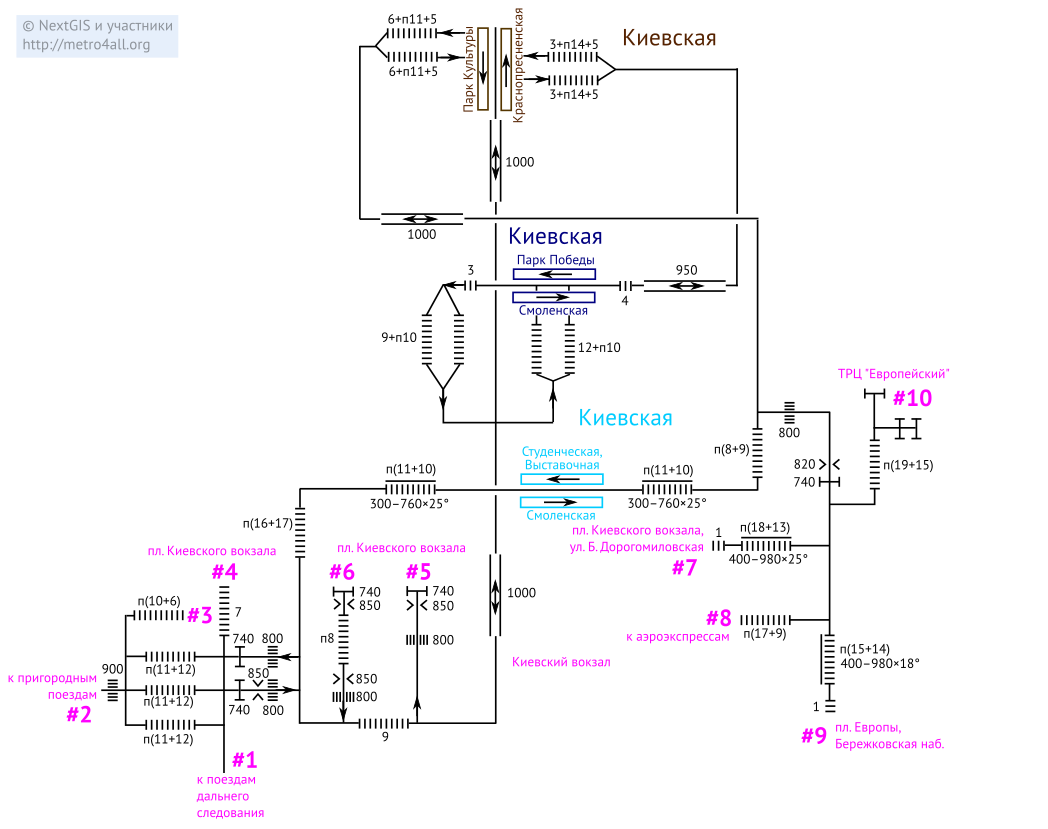 © NextGIS и участники
http://metro4all.org
6+п11+5
6+п11+5
Парк Культуры
Краснопресненская
3+п14+5
3+п14+5
Киевская
1000
1000
Киевская
Парк Победы
3
950
4
Смоленская
9+п10
12+п10
Киевская
ТРЦ "Европейский"
#10
800
п(8+9)
820
740
п(19+15)
Студенческая,
Выставочная
п(11+10)
п(11+10)
300–760×25°
300–760×25°
Смоленская
п(16+17)
пл. Киевского вокзала,
ул. Б. Дорогомиловская
#7
1
п(18+13)
400–980×25°
пл. Киевского вокзала
#4
пл. Киевского вокзала
#6
#5
740
850
740
850
1000
п(10+6)
#3
7
п8
800
#8
к аэроэкспрессам
п(17+9)
740
800
900
п(11+12)
850
850
800
Киевский вокзал
п(15+14)
400–980×18°
к пригородным
поездам
#2
п(11+12)
740
800
п(11+12)
9
1
#9
пл. Европы,
Бережковская наб.
#1
к поездам
дальнего
следования